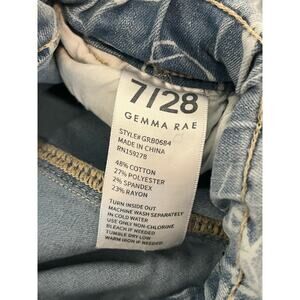 7/28
GEMMA RAE
STYLE# GRB0684
MADE IN CHINA
RN159278
48% COTTON
27% POLYESTER
2% SPANDEX
23% RAYON
TURN INSIDE OUT
MACHINE WASH SEPARATELY
IN COLD WATER
USE ONLY NON-CHLORINE
BLEACH IF NEEDED
TUMBLE DRY LOW
WARM IRON IF NEEDED